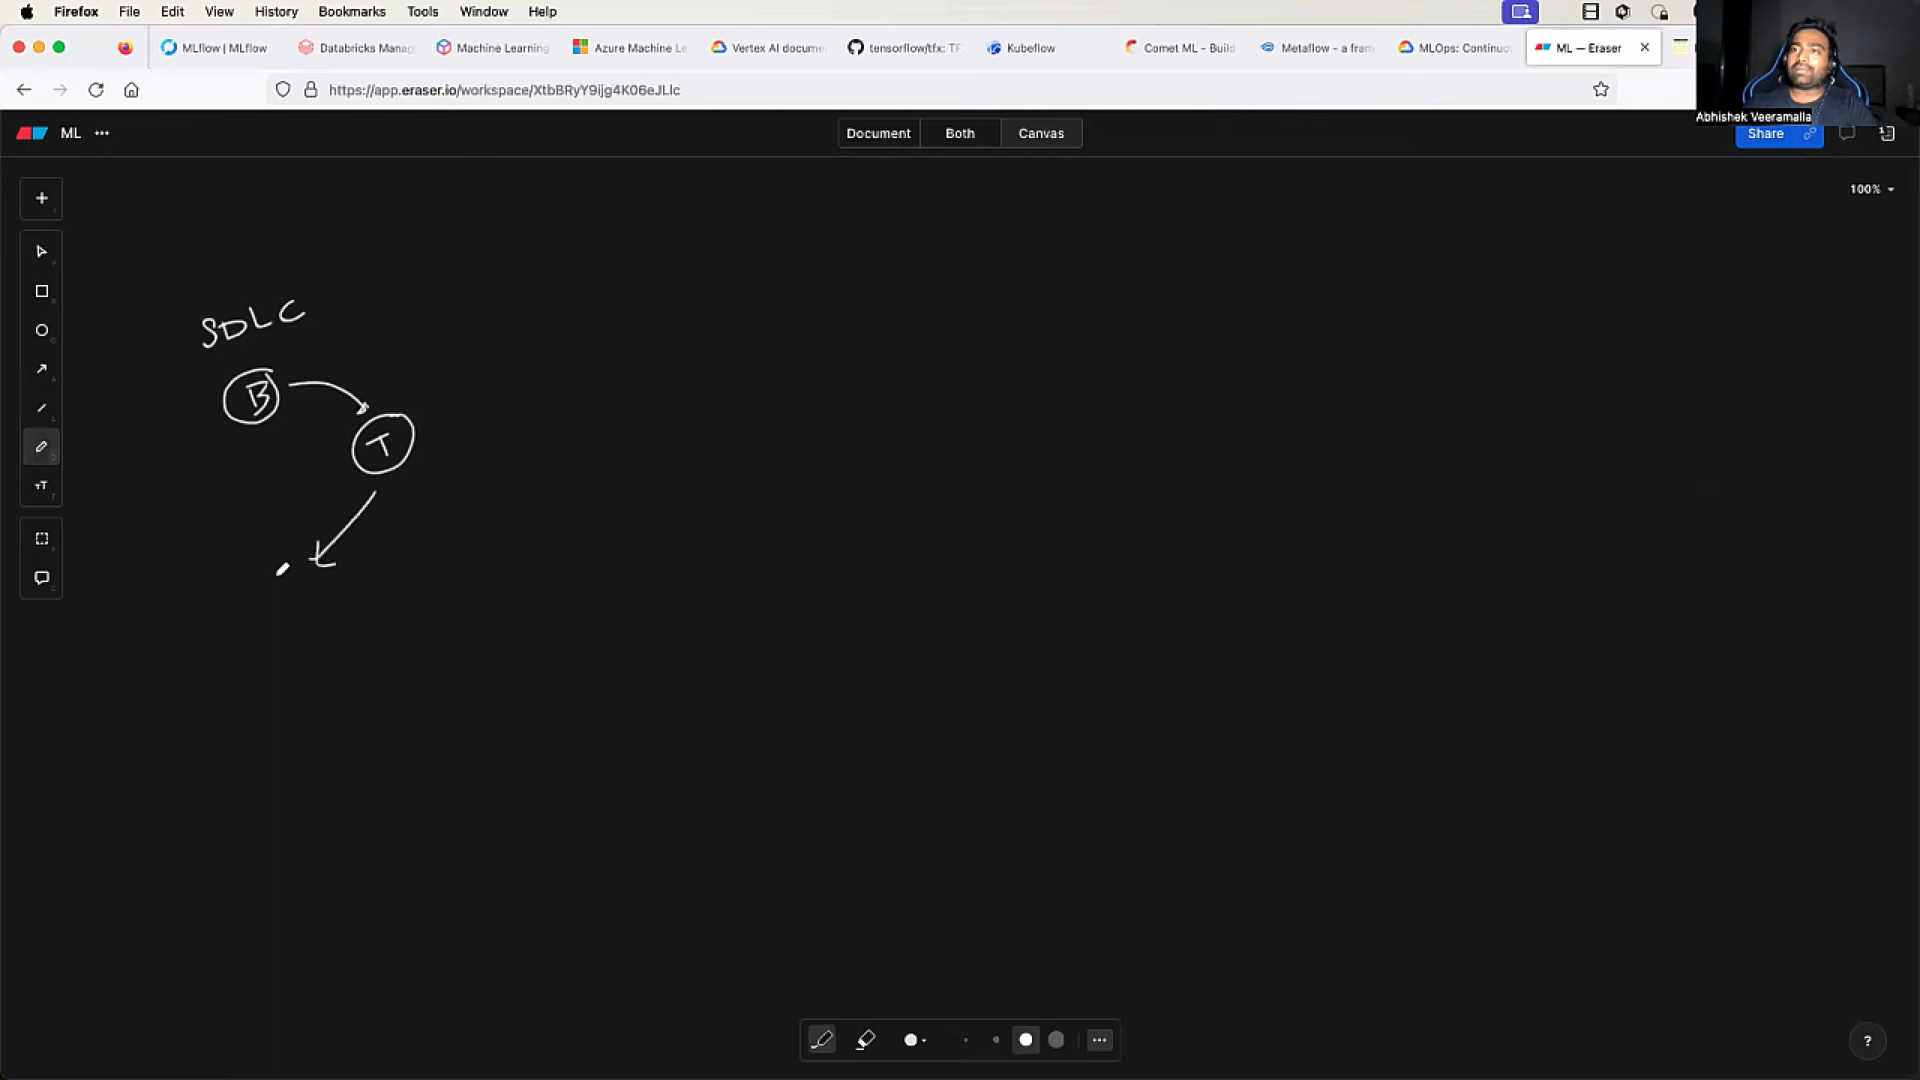 Firefox File Edit View History Bookmarks Tools Window Help
MLflow | MLflow Databricks Manag Machine Learning Azure Machine Le Vertex AI docume tensorflow/tfx: TF Kubeflow Comet ML - Build Metaflow - a fram MLOps: Continuo ML — Eraser
https://app.eraser.io/workspace/XtbBRyY9ijg4K06eJLlc
Abhishek Veeramalla
ML ••• Document Both Canvas Share
100%
SDLC
B
T
TT
?